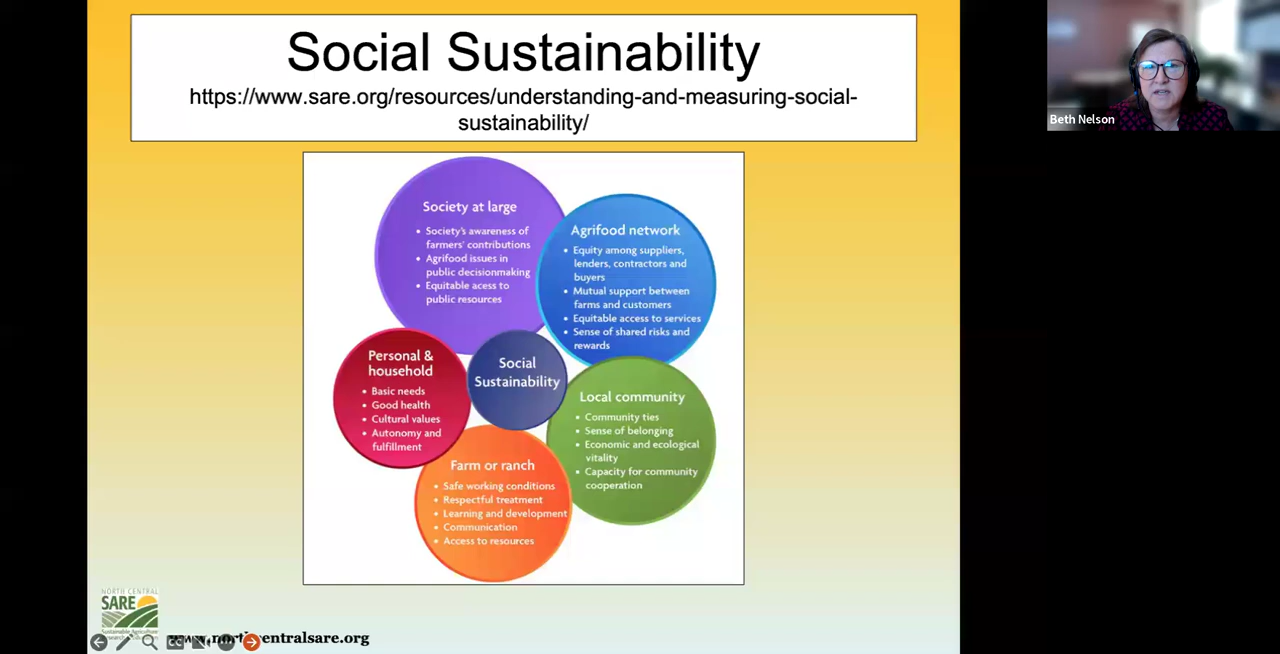 Social Sustainability
https://www.sare.org/resources/understanding-and-measuring-social-
sustainability/
Beth Nelson
Society at large
• Society's awareness of
farmers' contributions
• Agrifood issues in
public decisionmaking
• Equitable acess to
public resources
Agrifood network
• Equity among suppliers,
lenders, contractors and
buyers
• Mutual support between
farms and customers
• Equitable access to services
• Sense of shared risks and
rewards
Personal &
household
• Basic needs
• Good health
• Cultural values
• Autonomy and
fulfillment
Social
Sustainability
Local community
• Community ties
• Sense of belonging
• Economic and ecological
vitality
• Capacity for community
cooperation
Farm or ranch
• Safe working conditions
• Respectful treatment
• Learning and development
• Communication
• Access to resources
NORTH CENTRAL
SARE
Sustainable Agriculture
www.northcentralsare.org
CC